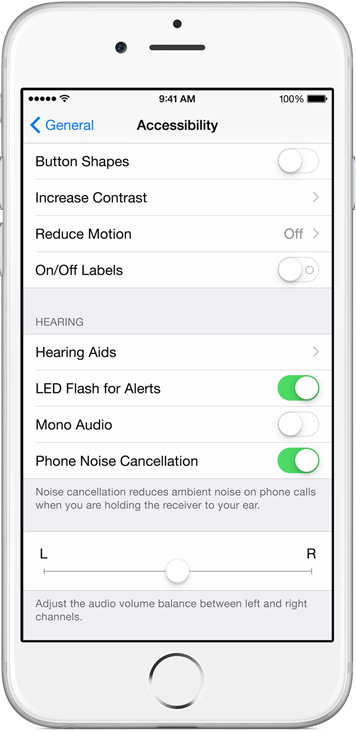 9:41 AM 100%
General Accessibility
Button Shapes
Increase Contrast
Reduce Motion Off
On/Off Labels
HEARING
Hearing Aids
LED Flash for Alerts
Mono Audio
Phone Noise Cancellation
Noise cancellation reduces ambient noise on phone calls
when you are holding the receiver to your ear.
L R
Adjust the audio volume balance between left and right
channels.